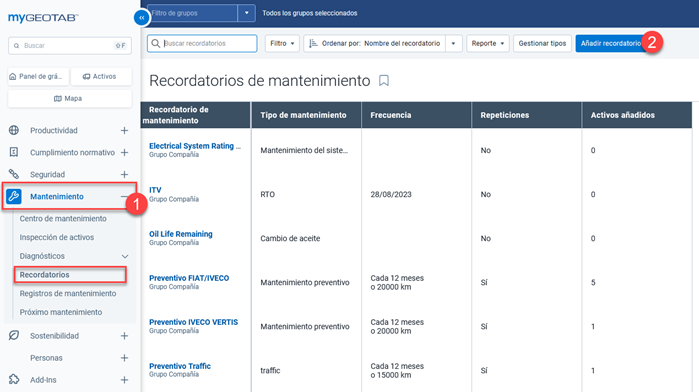 myGEOTAB
Filtro de grupos
Todos los grupos seleccionados
Buscar
Buscar recordatorios
Filtro
Ordenar por: Nombre del recordatorio
Reporte
Gestionar tipos
Añadir recordatorio
2
Panel de grá...
Activos
Mapa
Recordatorios de mantenimiento
Productividad
Cumplimiento normativo
Seguridad
Mantenimiento
1
Centro de mantenimiento
Inspección de activos
Diagnósticos
Recordatorios
Registros de mantenimiento
Próximo mantenimiento
Sostenibilidad
Personas
Add-Ins
Recordatorio de mantenimiento
Tipo de mantenimiento
Frecuencia
Repeticiones
Activos añadidos
Electrical System Rating ...
Grupo Compañía
Mantenimiento del siste...
No
0
ITV
Grupo Compañía
RTO
28/08/2023
No
0
Oil Life Remaining
Grupo Compañía
Cambio de aceite
No
0
Preventivo FIAT/IVECO
Grupo Compañía
Mantenimiento preventivo
Cada 12 meses
o 20000 km
Sí
5
Preventivo IVECO VERTIS
Grupo Compañía
Mantenimiento preventivo
Cada 12 meses
o 20000 km
Sí
1
Preventivo Traffic
Grupo Compañía
traffic
Cada 12 meses
o 15000 km
Sí
1